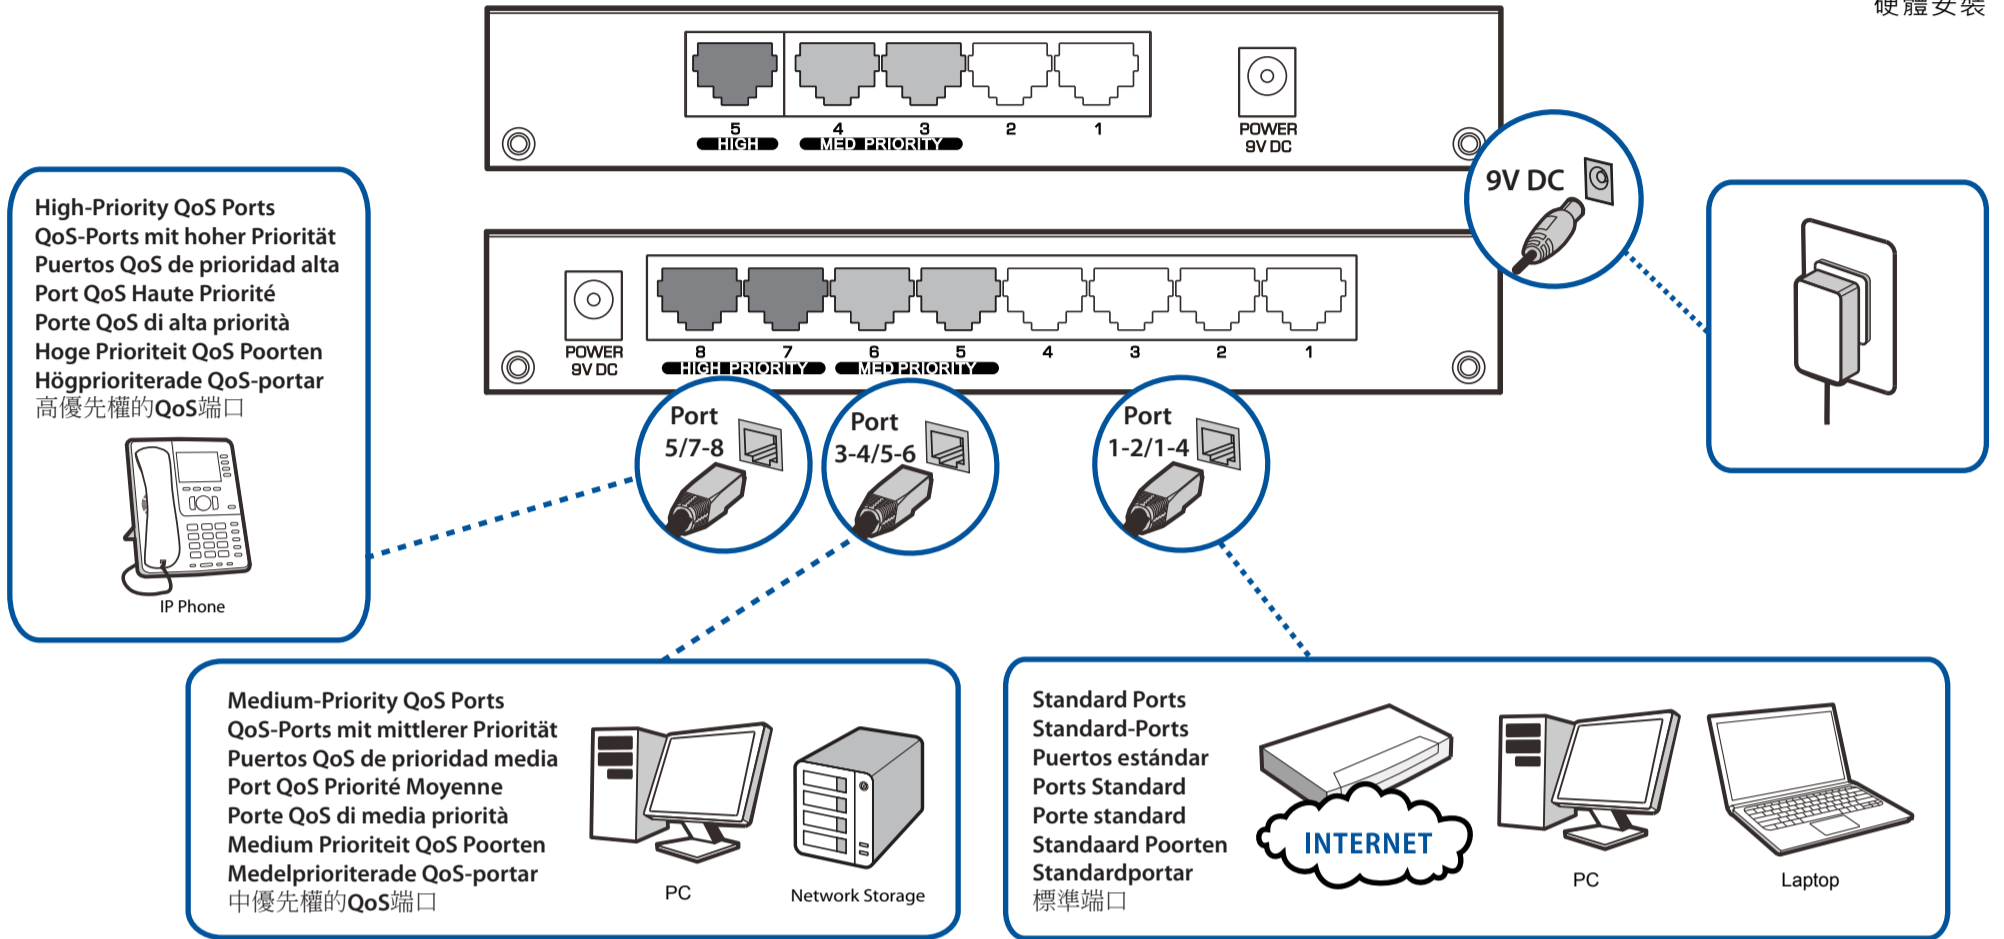 硬體安裝
5 4 3 2 1
HIGH MED PRIORITY
POWER
9V DC
9V DC
High-Priority QoS Ports
QoS-Ports mit hoher Priorität
Puertos QoS de prioridad alta
Port QoS Haute Priorité
Porte QoS di alta priorità
Hoge Prioriteit QoS Poorten
Högprioriterade QoS-portar
高優先權的QoS端口
IP Phone
POWER
9V DC
8 7 6 5 4 3 2 1
HIGH PRIORITY MED PRIORITY
Port
5/7-8
Port
3-4/5-6
Port
1-2/1-4
Medium-Priority QoS Ports
QoS-Ports mit mittlerer Priorität
Puertos QoS de prioridad media
Port QoS Priorité Moyenne
Porte QoS di media priorità
Medium Prioriteit QoS Poorten
Medelprioriterade QoS-portar
中優先權的QoS端口
PC
Network Storage
Standard Ports
Standard-Ports
Puertos estándar
Ports Standard
Porte standard
Standaard Poorten
Standardportar
標準端口
INTERNET
PC
Laptop